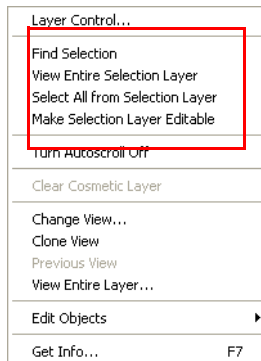 Layer Control...
Find Selection
View Entire Selection Layer
Select All from Selection Layer
Make Selection Layer Editable
Turn Autoscroll Off
Clear Cosmetic Layer
Change View...
Clone View
Previous View
View Entire Layer...
Edit Objects
Get Info... F7